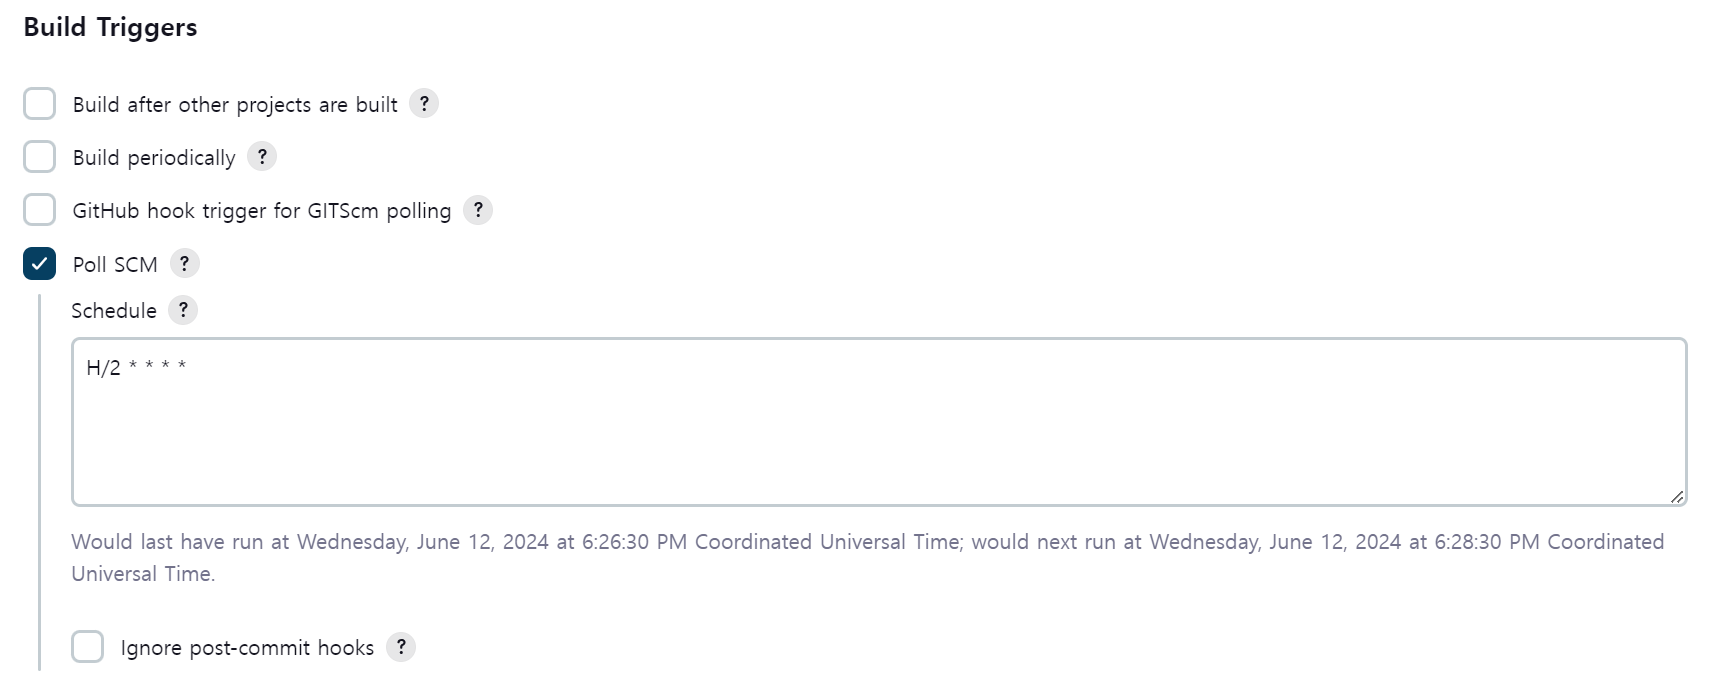 Build Triggers
Build after other projects are built ?
Build periodically ?
GitHub hook trigger for GITScm polling ?
Poll SCM ?
Schedule ?
H/2 * * * *
Would last have run at Wednesday, June 12, 2024 at 6:26:30 PM Coordinated Universal Time; would next run at Wednesday, June 12, 2024 at 6:28:30 PM Coordinated
Universal Time.
Ignore post-commit hooks ?